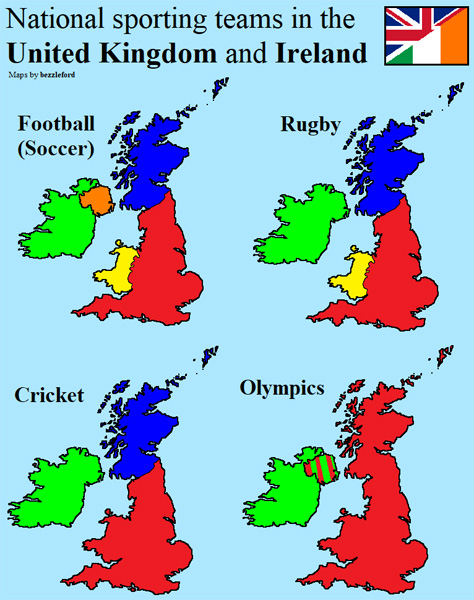 National sporting teams in the
United Kingdom and Ireland
Maps by bezzleford
Football
(Soccer)
Rugby
Cricket
Olympics